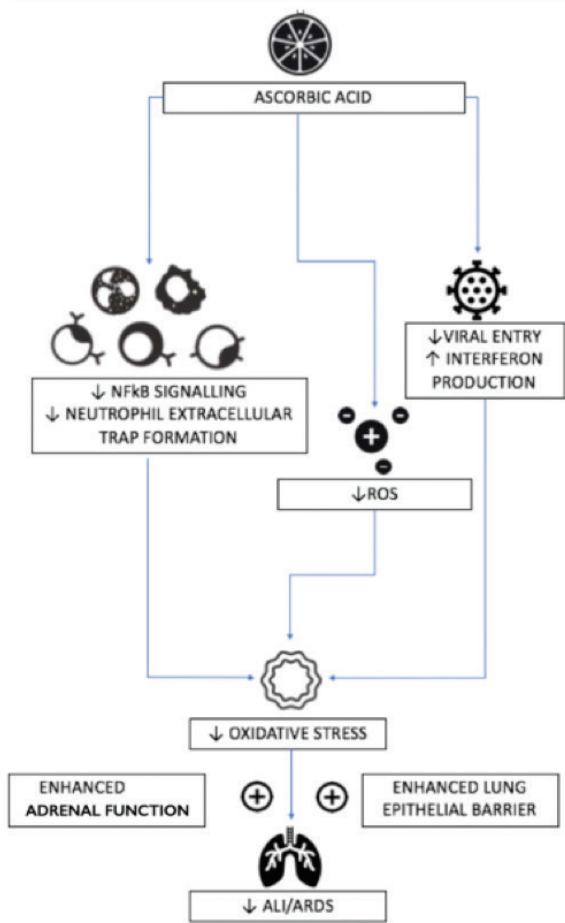 ASCORBIC ACID
↓ NFkB SIGNALLING
↓ NEUTROPHIL EXTRACELLULAR
TRAP FORMATION
↓VIRAL ENTRY
↑ INTERFERON
PRODUCTION
↓ROS
↓ OXIDATIVE STRESS
ENHANCED
ADRENAL FUNCTION
ENHANCED LUNG
EPITHELIAL BARRIER
↓ ALI/ARDS